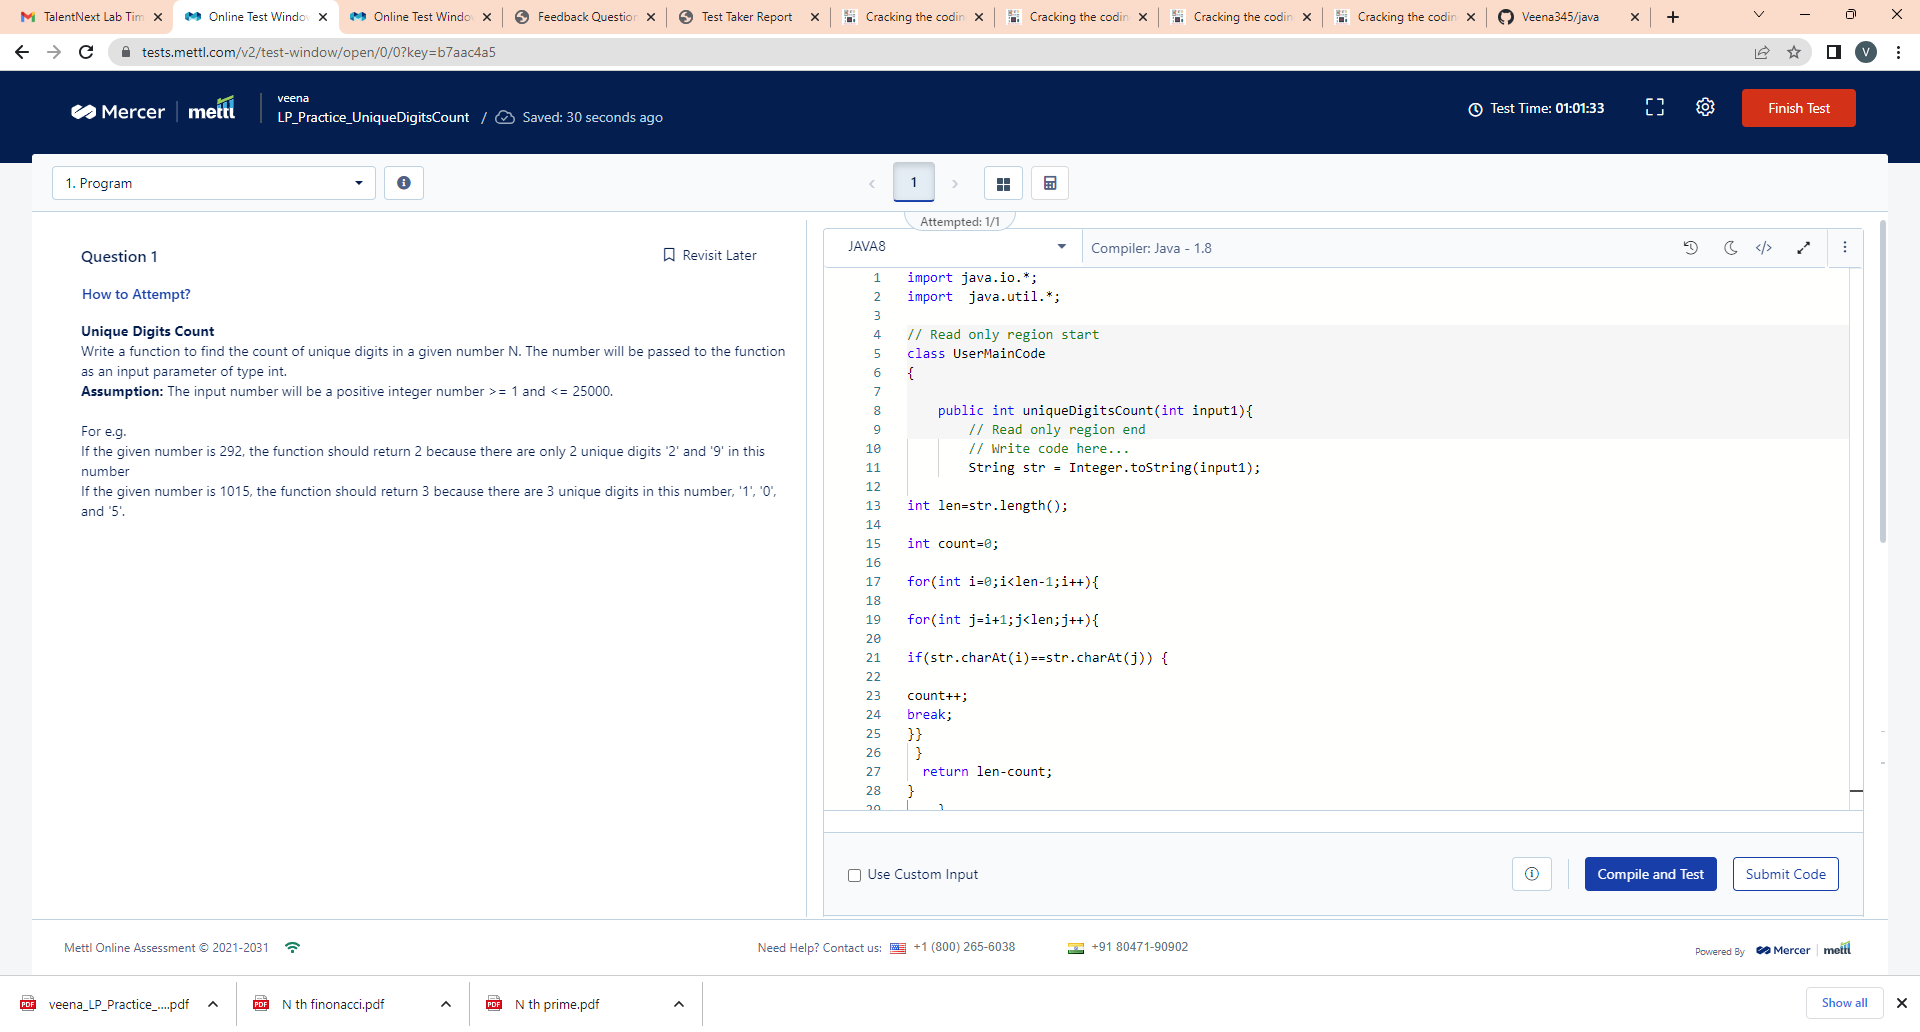 TalentNext Lab Tim
Online Test Windo
Online Test Windo
Feedback Question
Test Taker Report
Cracking the codin
Cracking the codin
Cracking the codin
Cracking the codin
Veena345/java
tests.mettl.com/v2/test-window/open/0/0?key=b7aac4a5
V
Mercer | mettl
veena
LP_Practice_UniqueDigitsCount / Saved: 30 seconds ago
Test Time: 01:01:33
Finish Test
1. Program
1
Attempted: 1/1
Question 1
Revisit Later
How to Attempt?
Unique Digits Count
Write a function to find the count of unique digits in a given number N. The number will be passed to the function
as an input parameter of type int.
Assumption: The input number will be a positive integer number >= 1 and <= 25000.
For e.g.
If the given number is 292, the function should return 2 because there are only 2 unique digits '2' and '9' in this
number
If the given number is 1015, the function should return 3 because there are 3 unique digits in this number, '1', '0',
and '5'.
JAVA8
Compiler: Java - 1.8
1 import java.io.*;
2 import  java.util.*;
3
4 // Read only region start
5 class UserMainCode
6 {
7
8     public int uniqueDigitsCount(int input1){
9         // Read only region end
10         // Write code here...
11         String str = Integer.toString(input1);
12
13 int len=str.length();
14
15 int count=0;
16
17 for(int i=0;i<len-1;i++){
18
19 for(int j=i+1;j<len;j++){
20
21 if(str.charAt(i)==str.charAt(j)) {
22
23 count++;
24 break;
25 }}
26  }
27   return len-count;
28 }
29     }
Use Custom Input
Compile and Test
Submit Code
Mettl Online Assessment © 2021-2031
Need Help? Contact us: +1 (800) 265-6038
+91 80471-90902
Powered By Mercer | mettl
veena_LP_Practice_....pdf
N th finonacci.pdf
N th prime.pdf
Show all